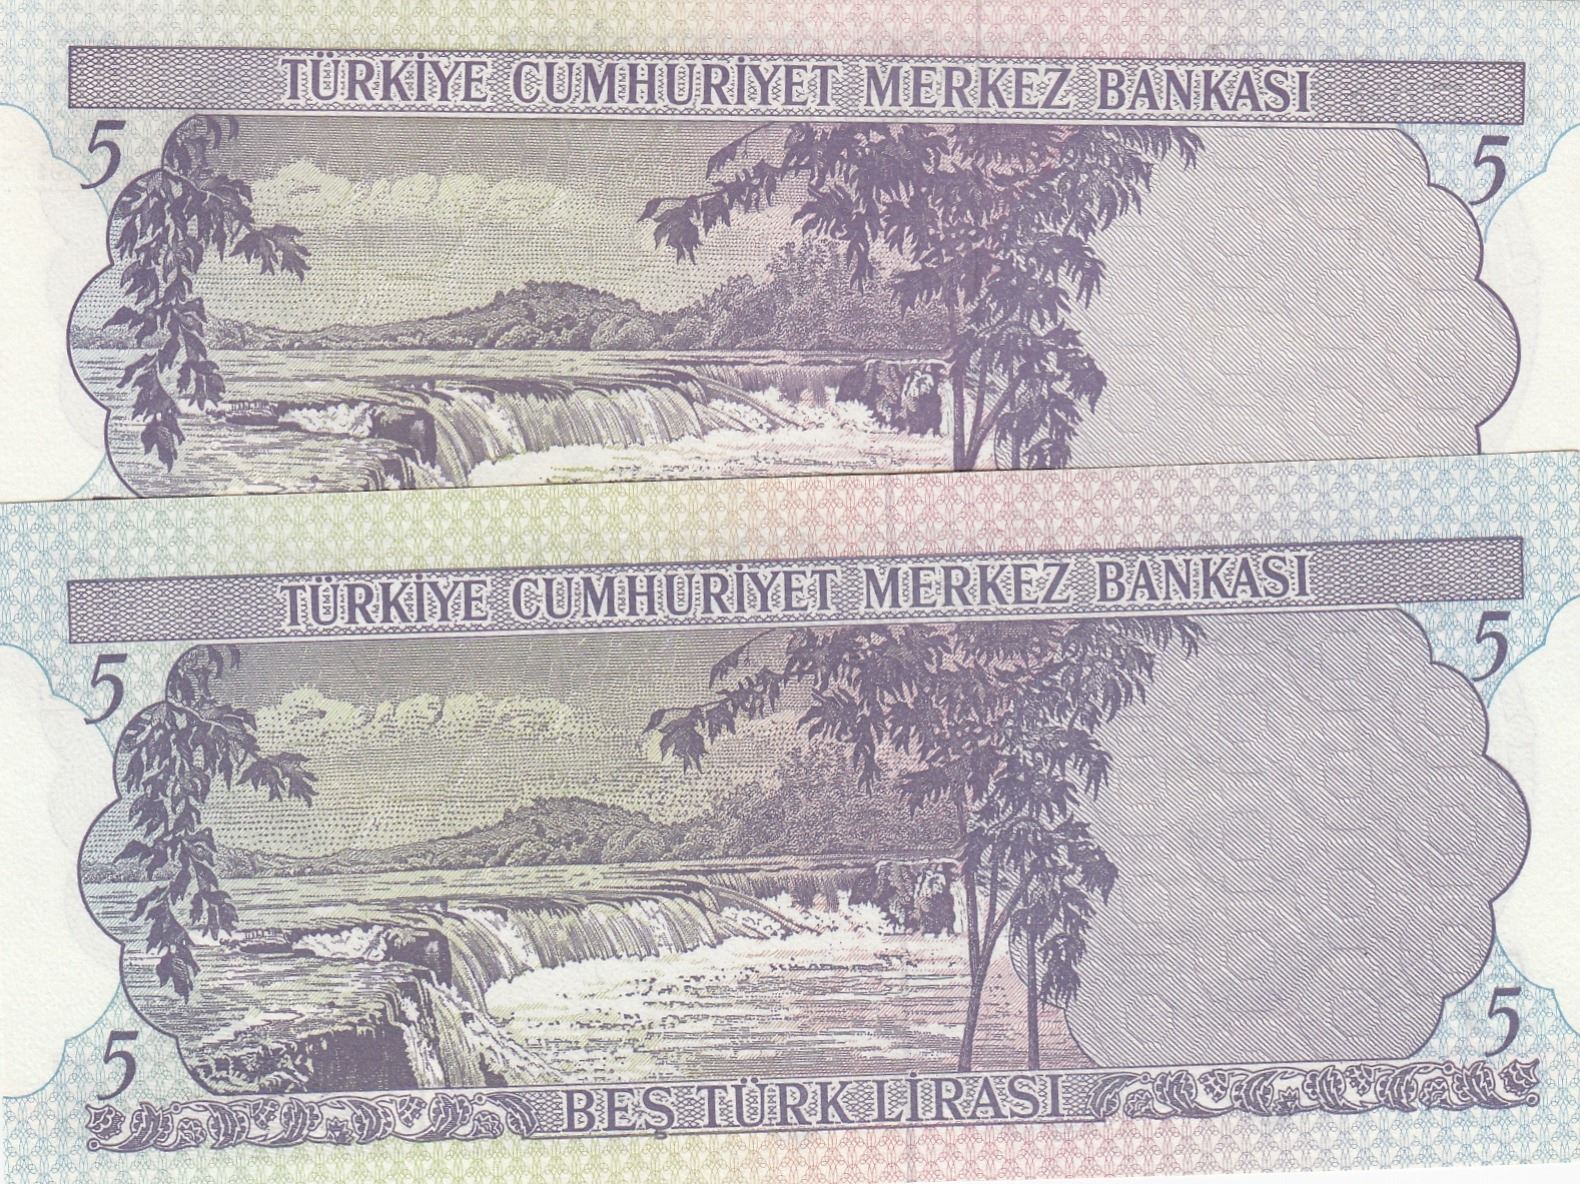 TÜRKİYE CUMHURİYET MERKEZ BANKASI
5 5
TÜRKİYE CUMHURİYET MERKEZ BANKASI
5 5
5 5
BEŞ TÜRK LİRASI